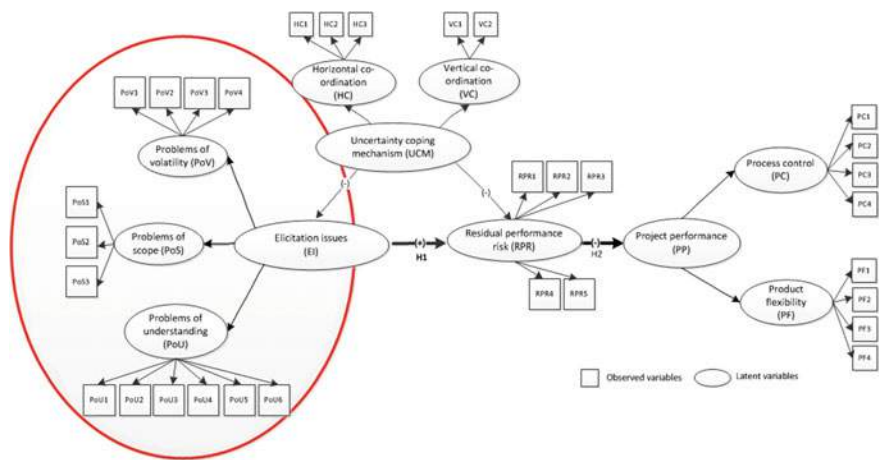 HC1 HC2 HC3
VC1 VC2
Horizontal co-
ordination
(HC)
Vertical co-
ordination
(VC)
PoV1 PoV2 PoV3 PoV4
Problems of
volatility (PoV)
Uncertainty coping
mechanism (UCM)
(-)
(-)
RPR1 RPR2 RPR3
PC1
PC2
PC3
PC4
Process control
(PC)
PoS1
PoS2
PoS3
Problems of
scope (PoS)
Elicitation issues
(EI)
(+)
H1
Residual performance
risk (RPR)
(-)
H2
Project performance
(PP)
RPR4 RPR5
Problems of
understanding
(PoU)
Product
flexibility
(PF)
PF1
PF2
PF3
PF4
PoU1 PoU2 PoU3 PoU4 PoU5 PoU6
Observed variables
Latent variables